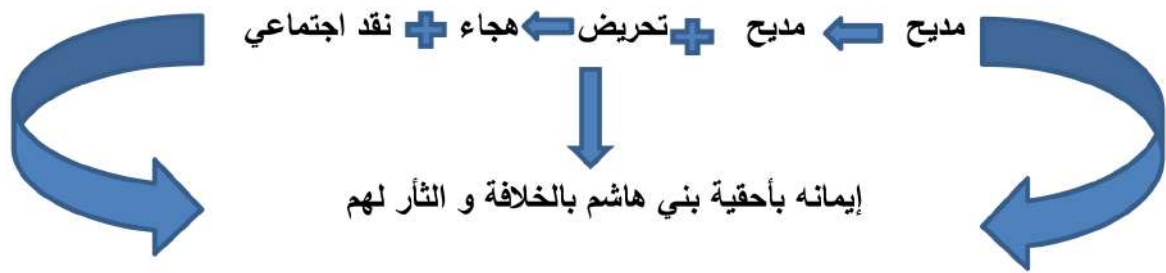 مديح مديح تحريض هجاء نقد اجتماعي
إيمانه بأحقية بني هاشم بالخلافة و الثأر لهم